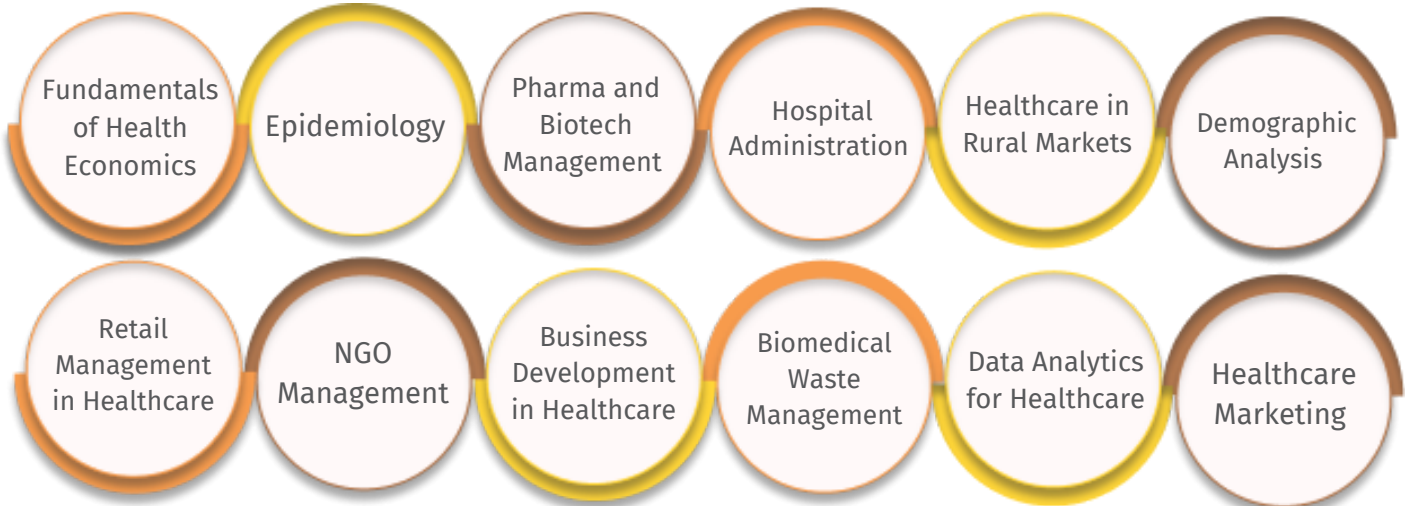 Fundamentals
of Health
Economics
Epidemiology
Pharma and
Biotech
Management
Hospital
Administration
Healthcare in
Rural Markets
Demographic
Analysis
Retail
Management
in Healthcare
NGO
Management
Business
Development
in Healthcare
Biomedical
Waste
Management
Data Analytics
for Healthcare
Healthcare
Marketing